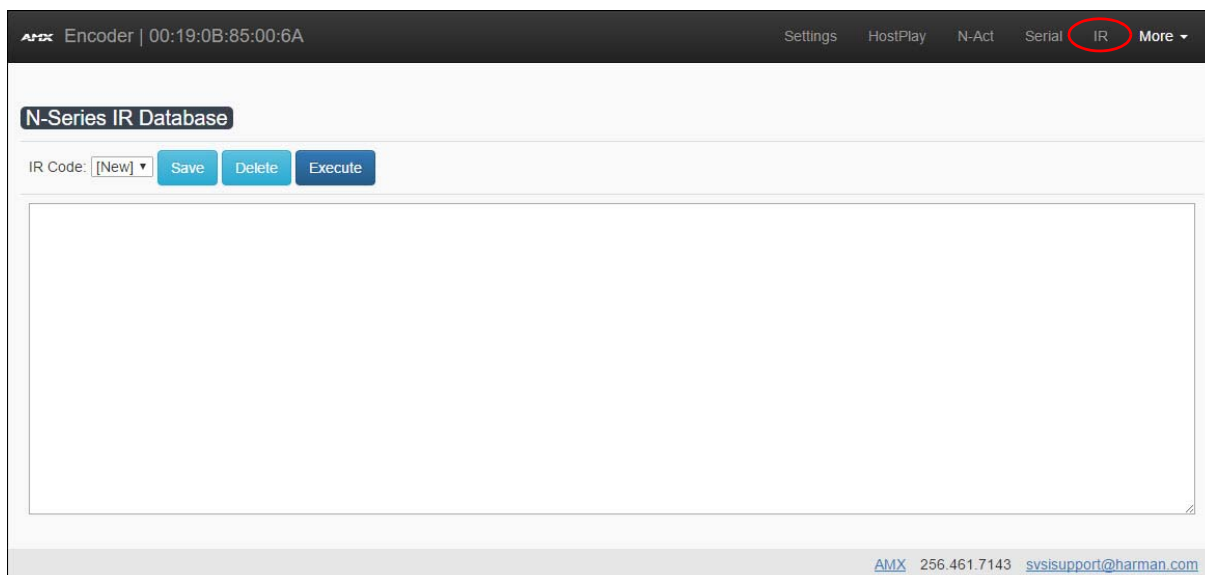 AMX Encoder | 00:19:0B:85:00:6A Settings HostPlay N-Act Serial IR More
N-Series IR Database
IR Code: [New] Save Delete Execute
AMX 256.461.7143 svsisupport@harman.com